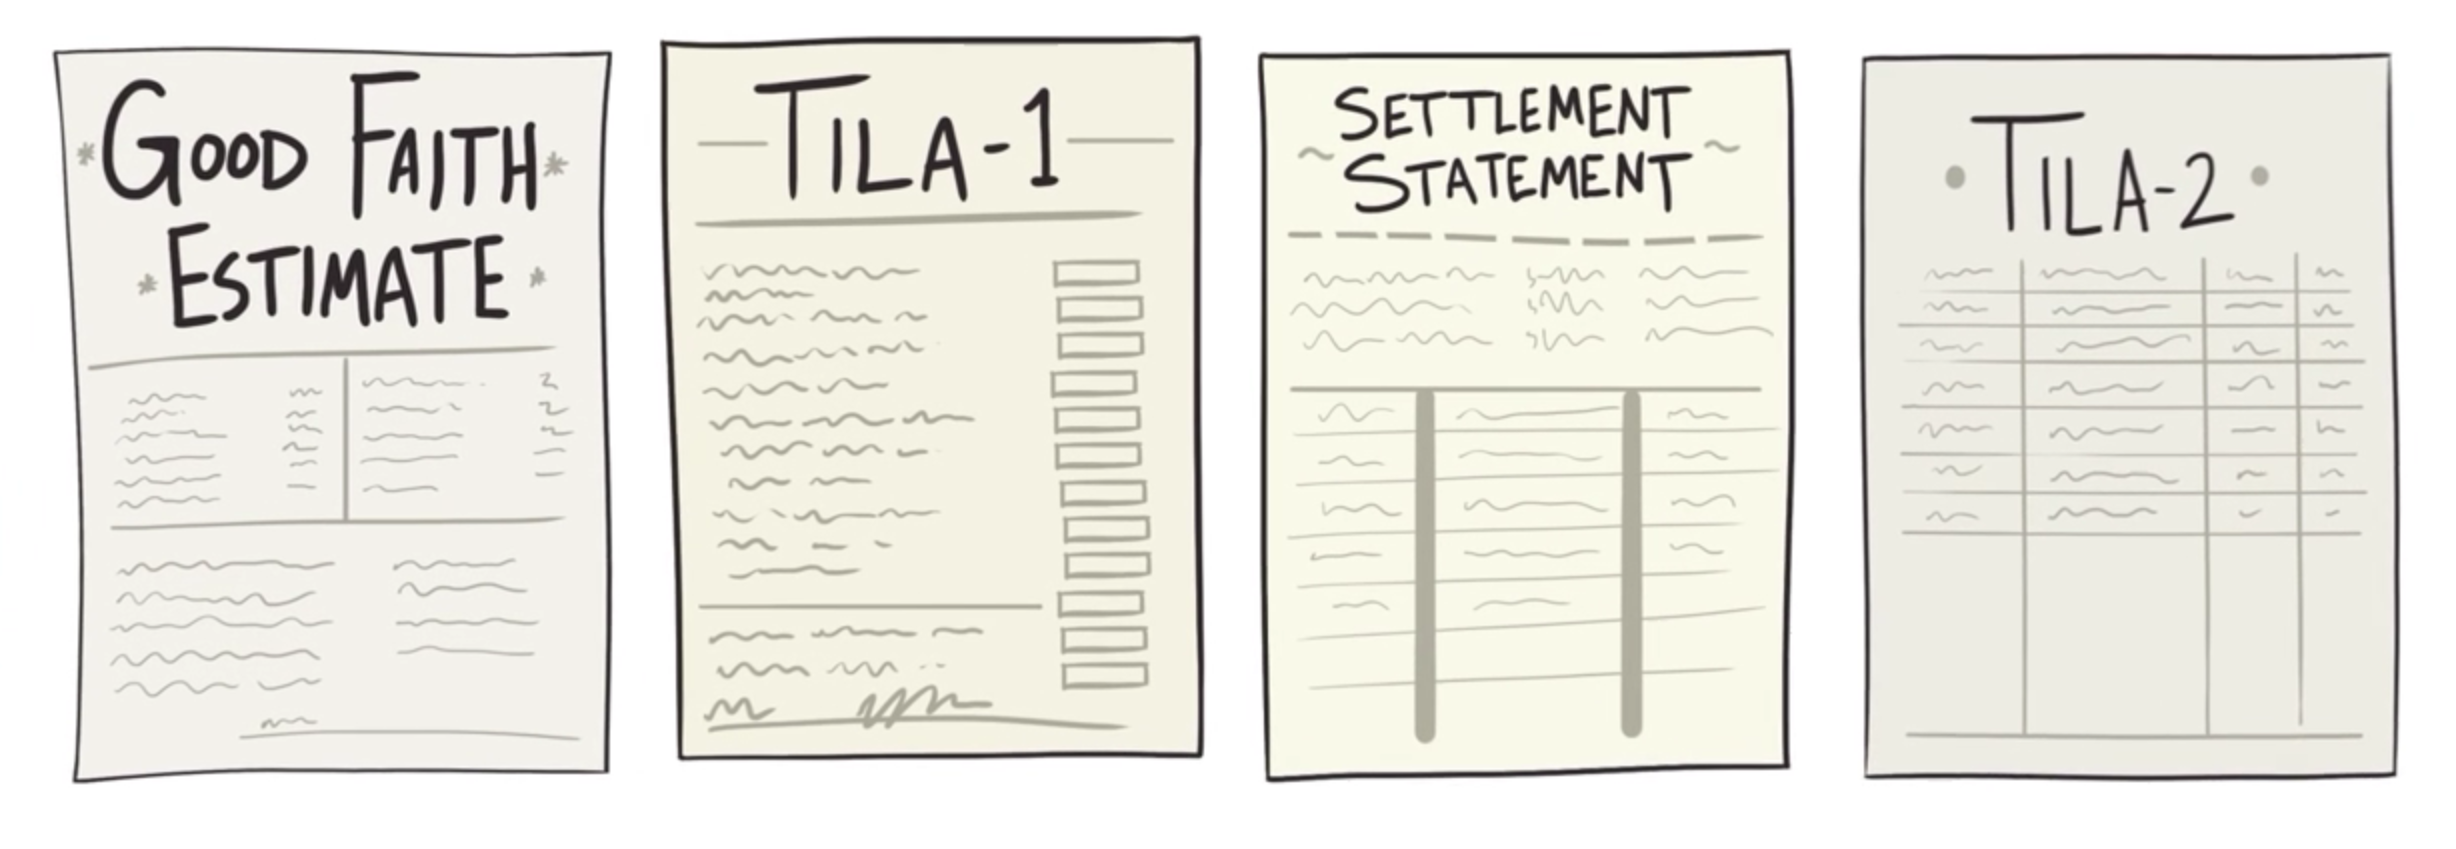 GOOD FAITH
ESTIMATE
TILA-1
SETTLEMENT
STATEMENT
TILA-2